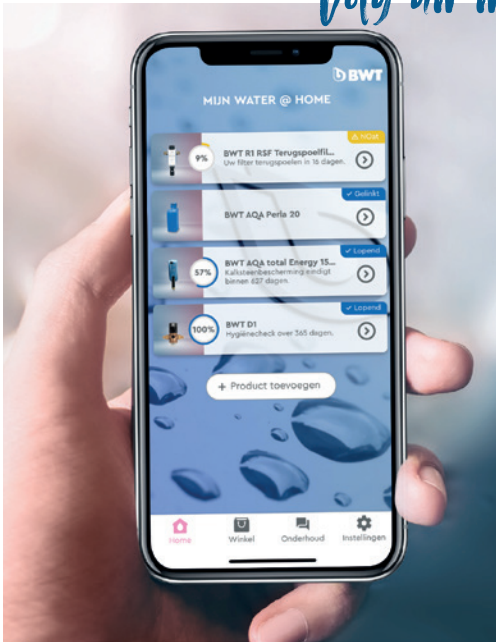 BWT
MIJN WATER @ HOME
BWT R1 RSF Terugspoelfil...
9%
Uw filter terugspoelen in 16 dagen.
Gelinkt
BWT AQA Perla 20
Lopend
BWT AQA total Energy 15...
57%
Kalksteenbescherming eindigt
binnen 627 dagen.
Lopend
BWT D1
100%
Hygiënecheck over 365 dagen.
+ Product toevoegen
Home Winkel Onderhoud Instellingen